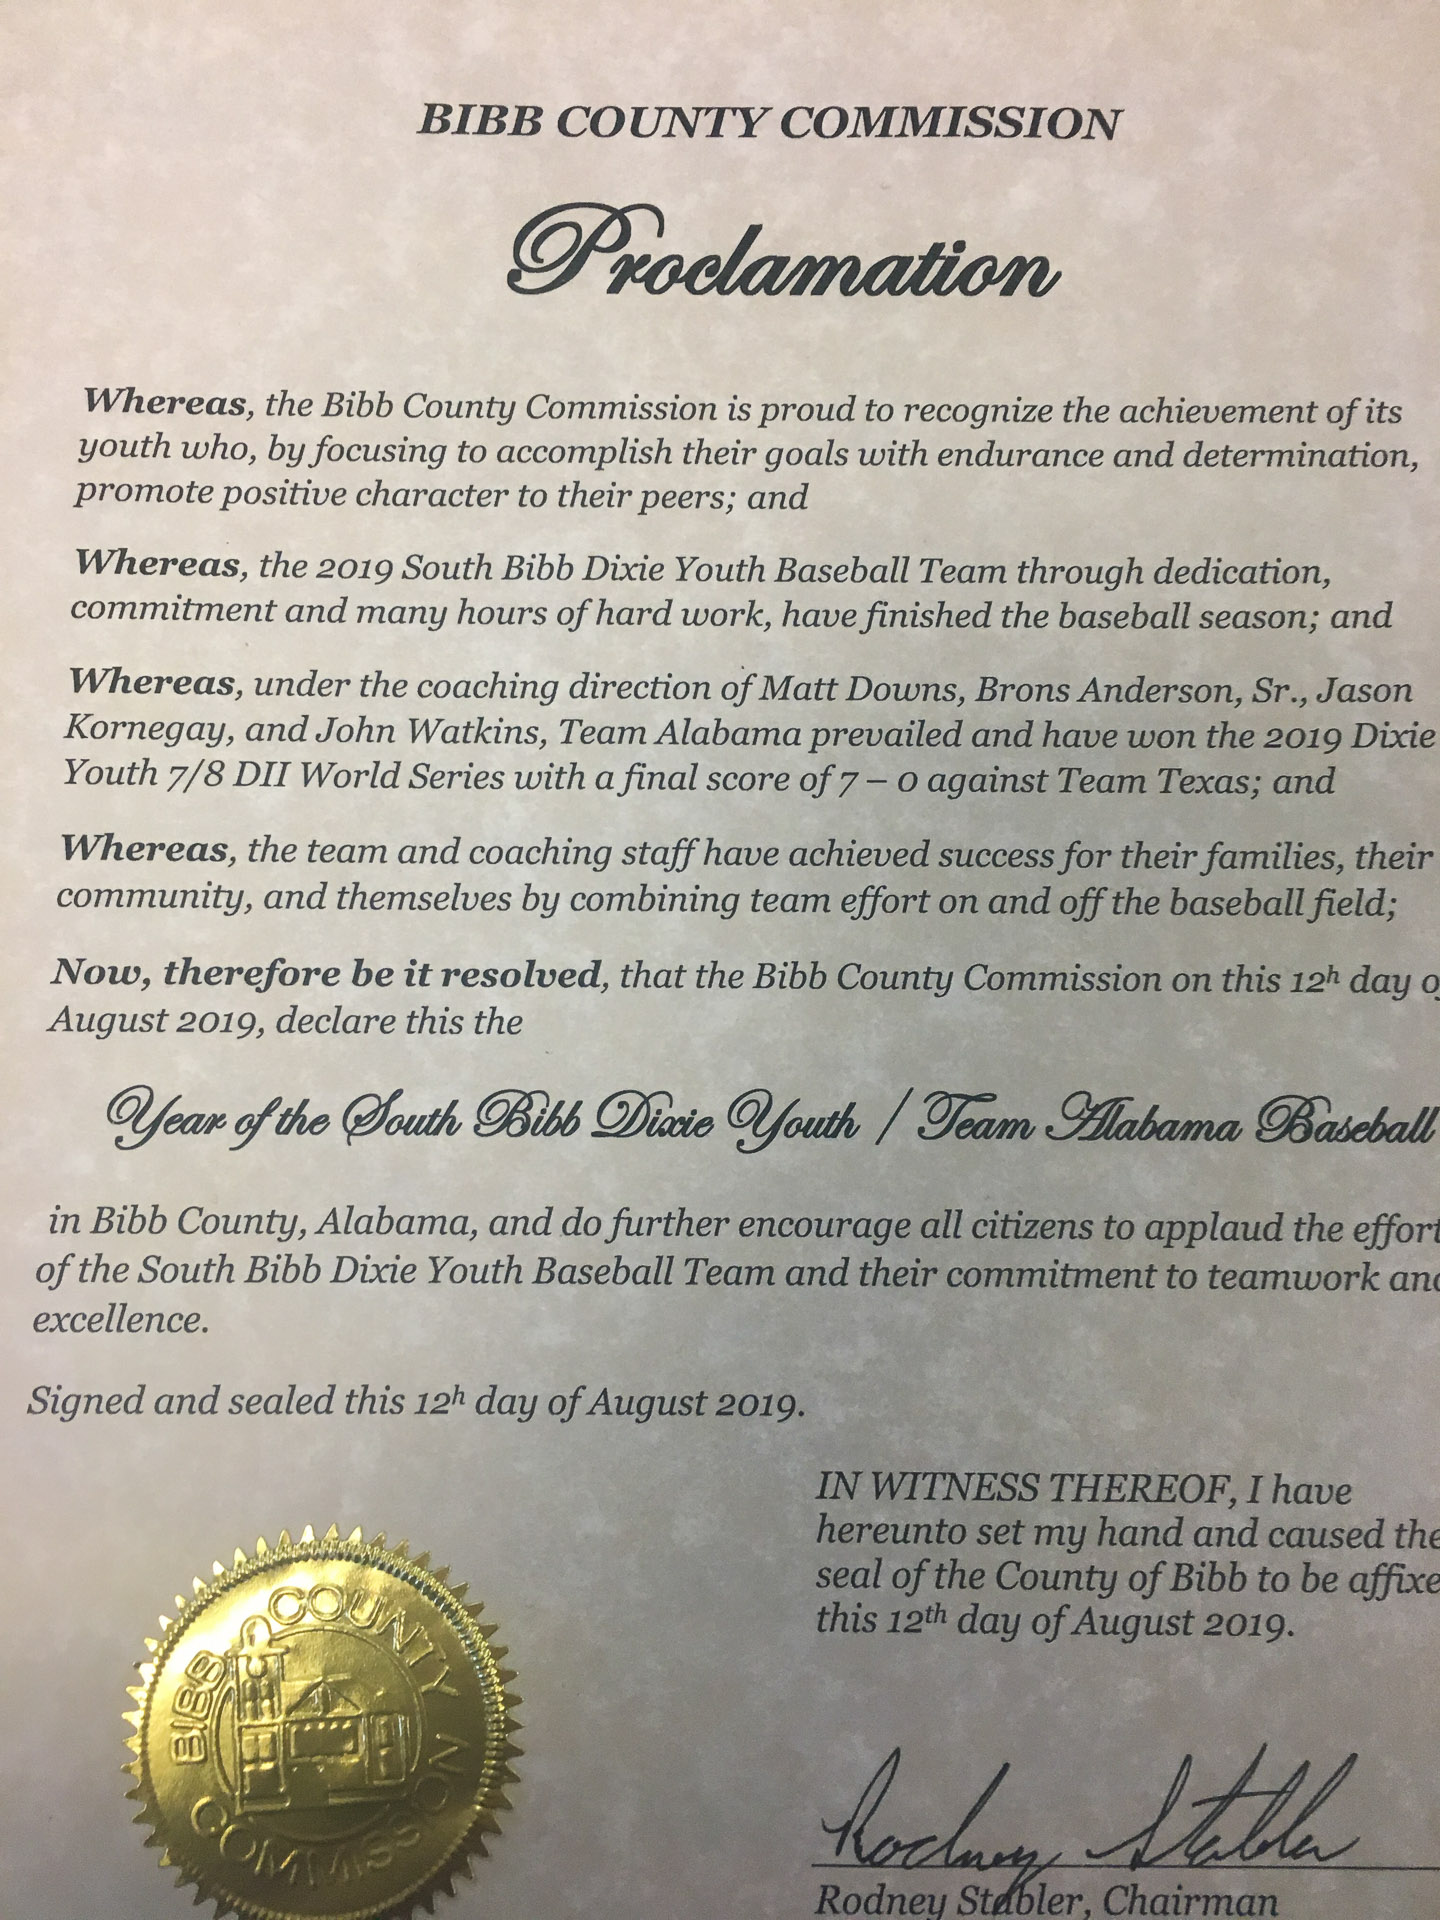 BIBB COUNTY COMMISSION
Proclamation
Whereas, the Bibb County Commission is proud to recognize the achievement of its
youth who, by focusing to accomplish their goals with endurance and determination,
promote positive character to their peers; and
Whereas, the 2019 South Bibb Dixie Youth Baseball Team through dedication,
commitment and many hours of hard work, have finished the baseball season; and
Whereas, under the coaching direction of Matt Downs, Brons Anderson, Sr., Jason
Kornegay, and John Watkins, Team Alabama prevailed and have won the 2019 Dixie
Youth 7/8 DII World Series with a final score of 7 – 0 against Team Texas; and
Whereas, the team and coaching staff have achieved success for their families, their
community, and themselves by combining team effort on and off the baseball field;
Now, therefore be it resolved, that the Bibb County Commission on this 12h day o
August 2019, declare this the
Year of the South Bibb Dixie Youth / Team Alabama Baseball
in Bibb County, Alabama, and do further encourage all citizens to applaud the effort
of the South Bibb Dixie Youth Baseball Team and their commitment to teamwork and
excellence.
Signed and sealed this 12h day of August 2019.
IN WITNESS THEREOF, I have
hereunto set my hand and caused the
seal of the County of Bibb to be affixe
this 12th day of August 2019.
BIBB COUNTY COMMISSION
Rodney Stabler
Rodney Stabler, Chairman